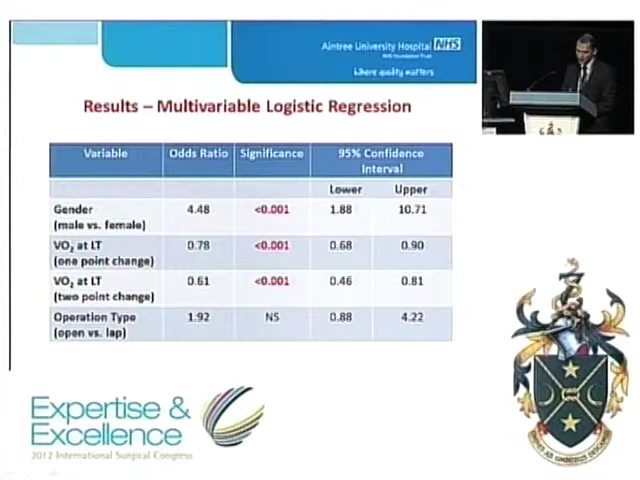 Aintree University Hospital NHS
NHS Foundation Trust
Where quality matters
Results – Multivariable Logistic Regression
Variable Odds Ratio Significance 95% Confidence Interval
Lower Upper
Gender (male vs. female) 4.48 <0.001 1.88 10.71
VO₂ at LT (one point change) 0.78 <0.001 0.68 0.90
VO₂ at LT (two point change) 0.61 <0.001 0.46 0.81
Operation Type (open vs. lap) 1.92 NS 0.88 4.22
Expertise &
Excellence
2012 International Surgical Congress